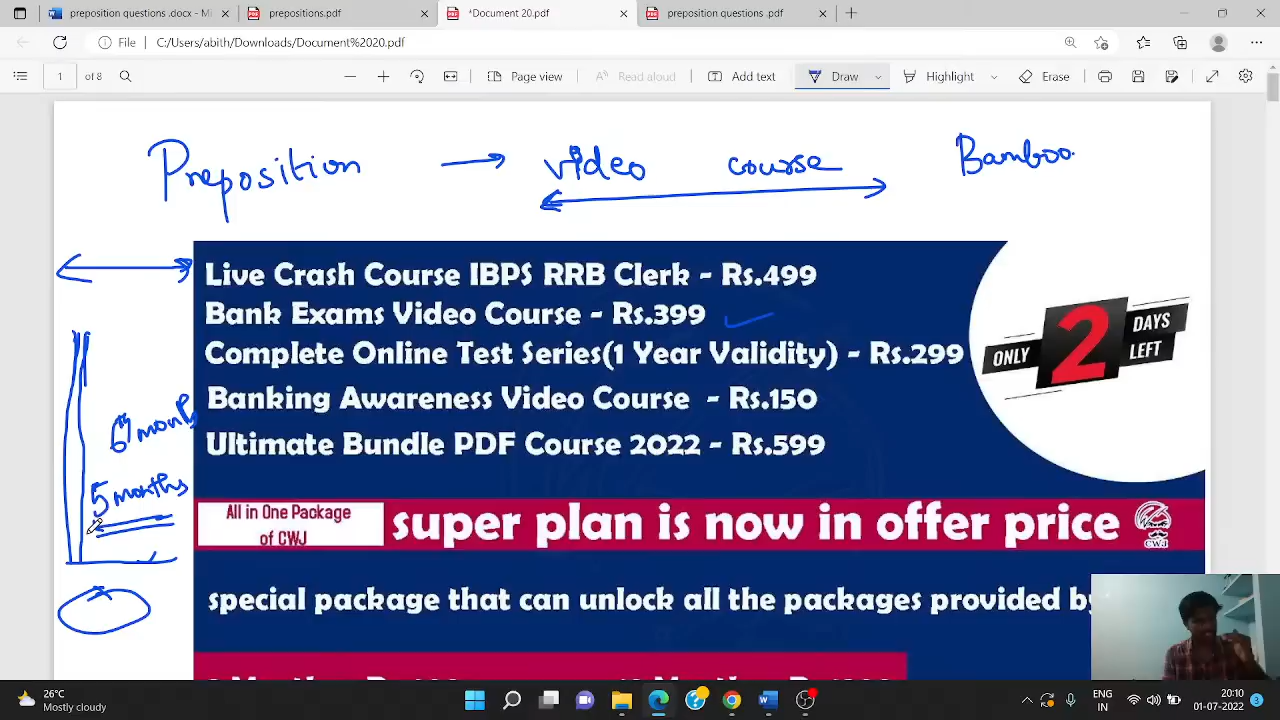 preposition questions .docx - Mi
prepositions.pdf
*Document 20.pdf
preposition questions .pdf
File C:/Users/abith/Downloads/Document%2020.pdf
1 of 8
Page view
Read aloud
Add text
Draw
Highlight
Erase
Preposition → video course Bamboo
Live Crash Course IBPS RRB Clerk - Rs.499
Bank Exams Video Course - Rs.399
Complete Online Test Series(1 Year Validity) - Rs.299
Banking Awareness Video Course - Rs.150
Ultimate Bundle PDF Course 2022 - Rs.599
ONLY 2 DAYS LEFT
6 months
5 months
All in One Package
of CWJ
super plan is now in offer price
CWJ
special package that can unlock all the packages provided by
26°C
Mostly cloudy
ENG
IN
20:10
01-07-2022
3